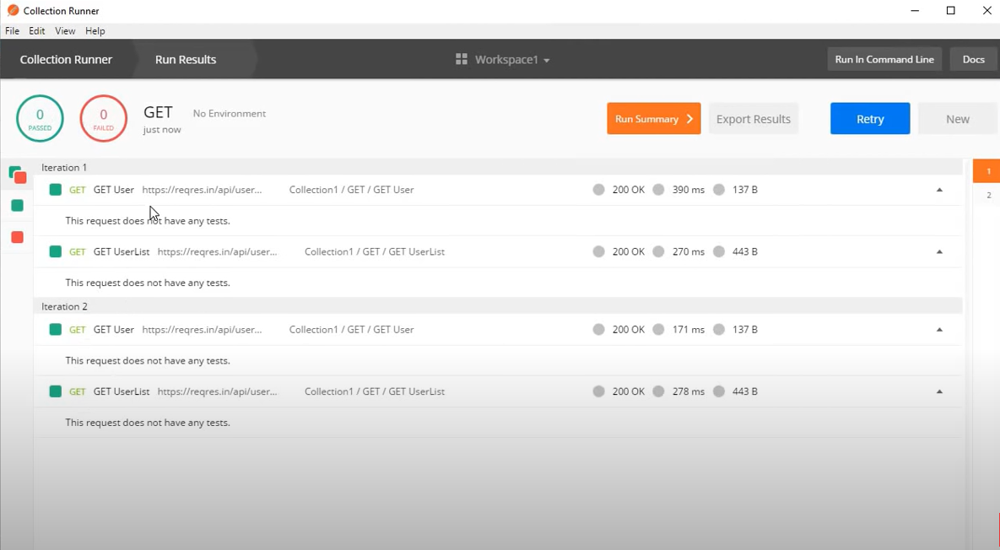 Collection Runner
File Edit View Help
Collection Runner Run Results Workspace1 Run In Command Line Docs
0 PASSED 0 FAILED GET No Environment Run Summary Export Results Retry New
just now
Iteration 1 1
GET GET User https://reqres.in/api/user... Collection1 / GET / GET User 200 OK 390 ms 137 B 2
This request does not have any tests.
GET GET UserList https://reqres.in/api/user... Collection1 / GET / GET UserList 200 OK 270 ms 443 B
This request does not have any tests.
Iteration 2
GET GET User https://reqres.in/api/user... Collection1 / GET / GET User 200 OK 171 ms 137 B
This request does not have any tests.
GET GET UserList https://reqres.in/api/user... Collection1 / GET / GET UserList 200 OK 278 ms 443 B
This request does not have any tests.